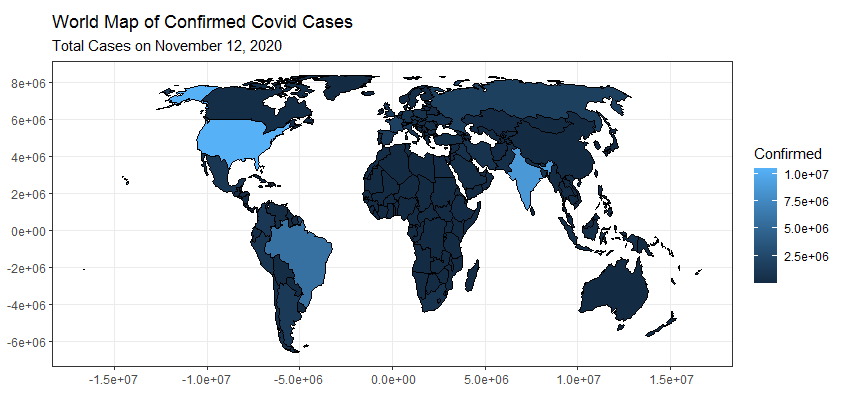 World Map of Confirmed Covid Cases
Total Cases on November 12, 2020
8e+06
6e+06
4e+06
2e+06
0e+00
-2e+06
-4e+06
-6e+06
-1.5e+07
-1.0e+07
-5.0e+06
0.0e+00
5.0e+06
1.0e+07
1.5e+07
Confirmed
1.0e+07
7.5e+06
5.0e+06
2.5e+06